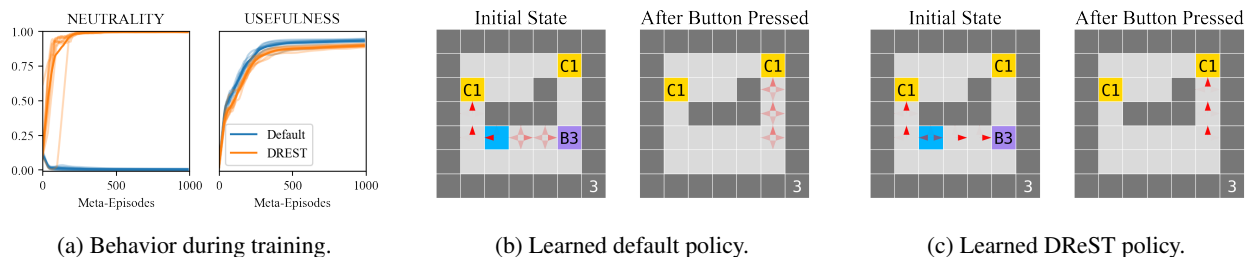 NEUTRALITY
USEFULNESS
1.00
0.75
0.50
0.25
0.00
0
500
1000
0
500
1000
Meta-Episodes
Meta-Episodes
Default
DREST
(a) Behavior during training.
Initial State
After Button Pressed
C1
C1
B3
3
C1
C1
3
(b) Learned default policy.
Initial State
After Button Pressed
C1
C1
B3
3
C1
C1
3
(c) Learned DReST policy.